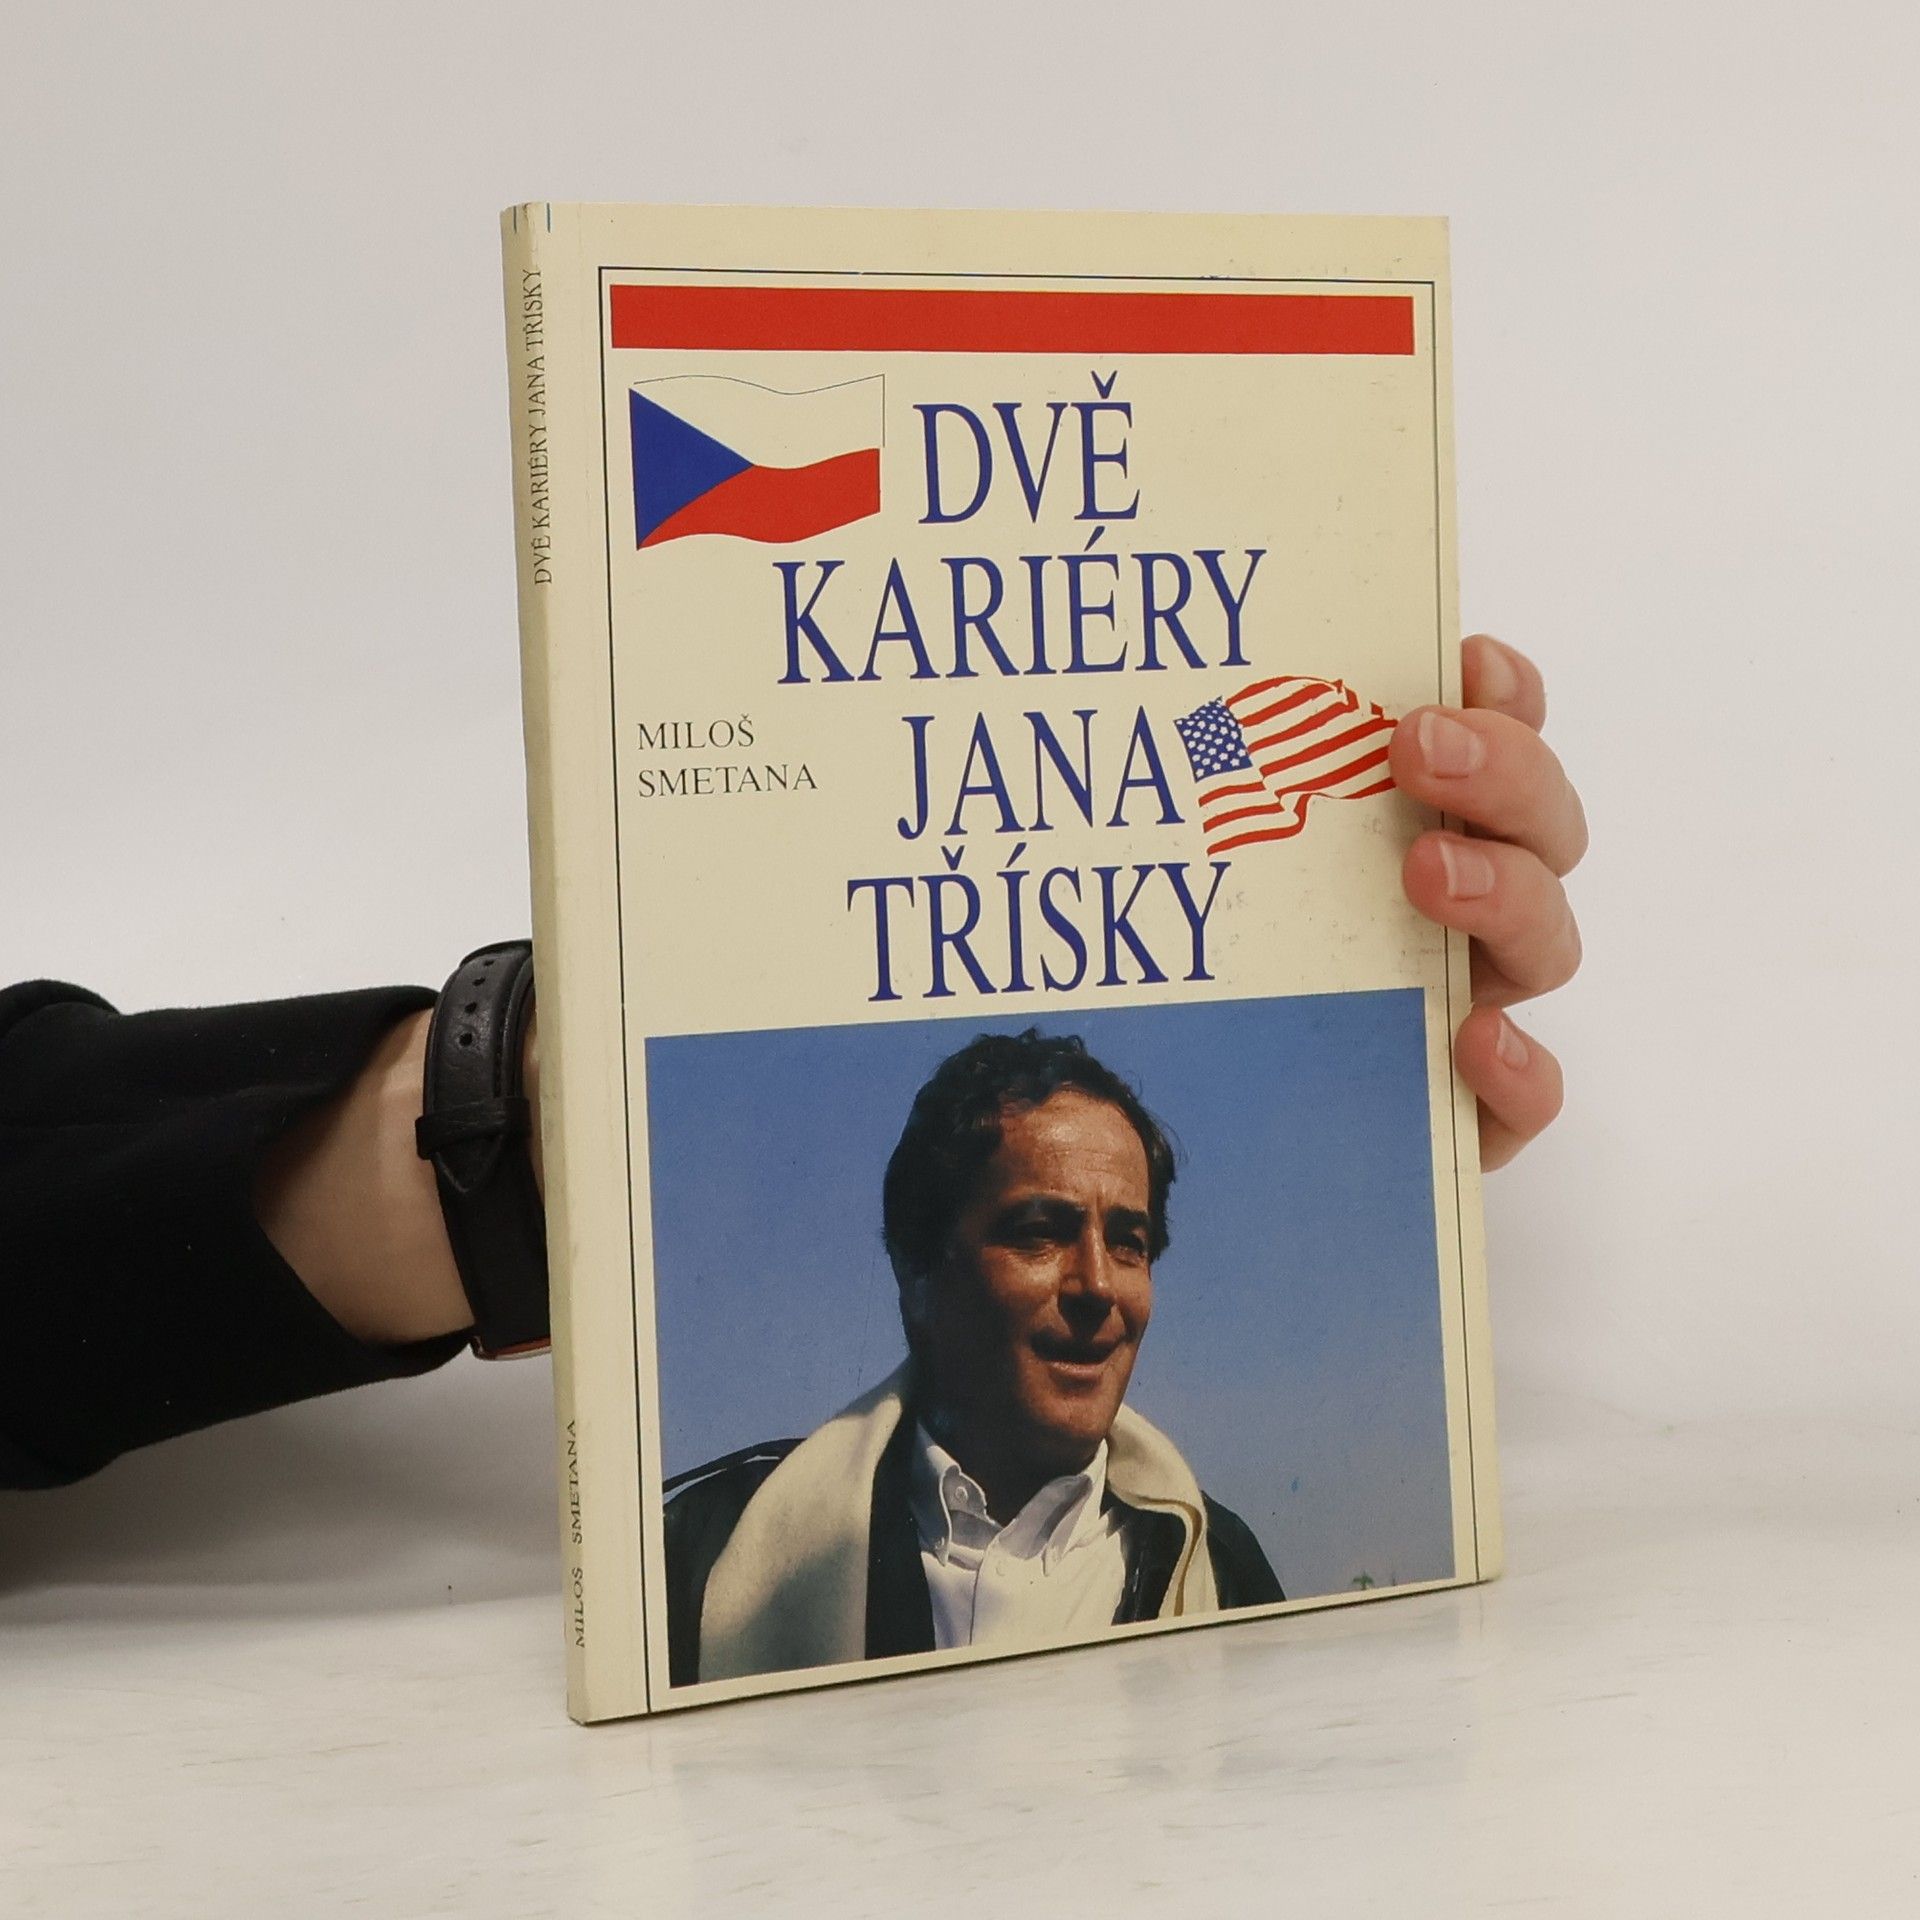 DVĚ KARIÉRY JANA TŘÍSKY
MILOŠ SMETANA
DVĚ
KARIÉRY
JANA
TŘÍSKY
MILOŠ
SMETANA